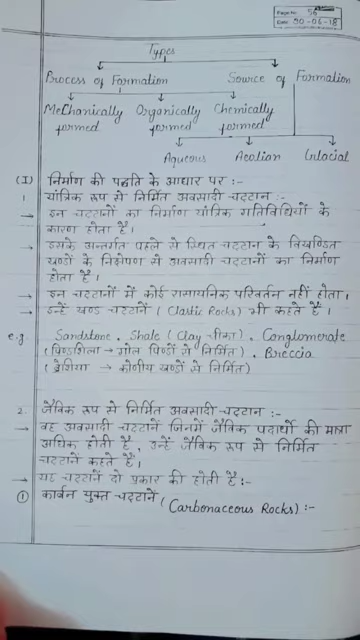 Page No. 56
Date 30-06-18
Types
Process of Formation Source of Formation
Mechanically Organically Chemically
formed formed formed
Aqueous Aeolian Glacial
(I) निर्माण की पद्धति के आधार पर :-
1. यांत्रिक रूप से निर्मित अवसादी चट्टान :-
→ इन चट्टानों का निर्माण यांत्रिक गतिविधियों के
कारण होता है।
→ इसके अन्तर्गत पहले से स्थित चट्टान के विखण्डित
खण्डों के निक्षेपण से अवसादी चट्टानों का निर्माण
होता है।
→ इन चट्टानों में कोई रासायनिक परिवर्तन नहीं होता।
→ इन्हें खण्ड चट्टानें (Clastic Rocks) भी कहते हैं।
e.g. Sandstone, Shale (Clay चीका), Conglomerate
(पिण्डशिला → गोल पिण्डों से निर्मित), Breccia
(ब्रेशिया → कोणीय खण्डों से निर्मित)
2. जैविक रूप से निर्मित अवसादी चट्टान :-
→ वह अवसादी चट्टानें जिनमें जैविक पदार्थों की मात्रा
अधिक होती है, उन्हें जैविक रूप से निर्मित
चट्टानें कहते हैं।
→ यह चट्टानें दो प्रकार की होती हैं :-
① कार्बन युक्त चट्टानें (Carbonaceous Rocks) :-